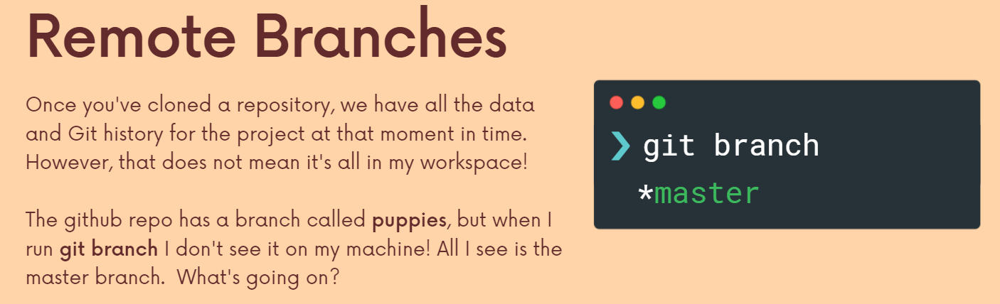 Remote Branches
Once you've cloned a repository, we have all the data
and Git history for the project at that moment in time.
However, that does not mean it's all in my workspace!
The github repo has a branch called puppies, but when I
run git branch I don't see it on my machine! All I see is the
master branch.  What's going on?
❯ git branch
*master